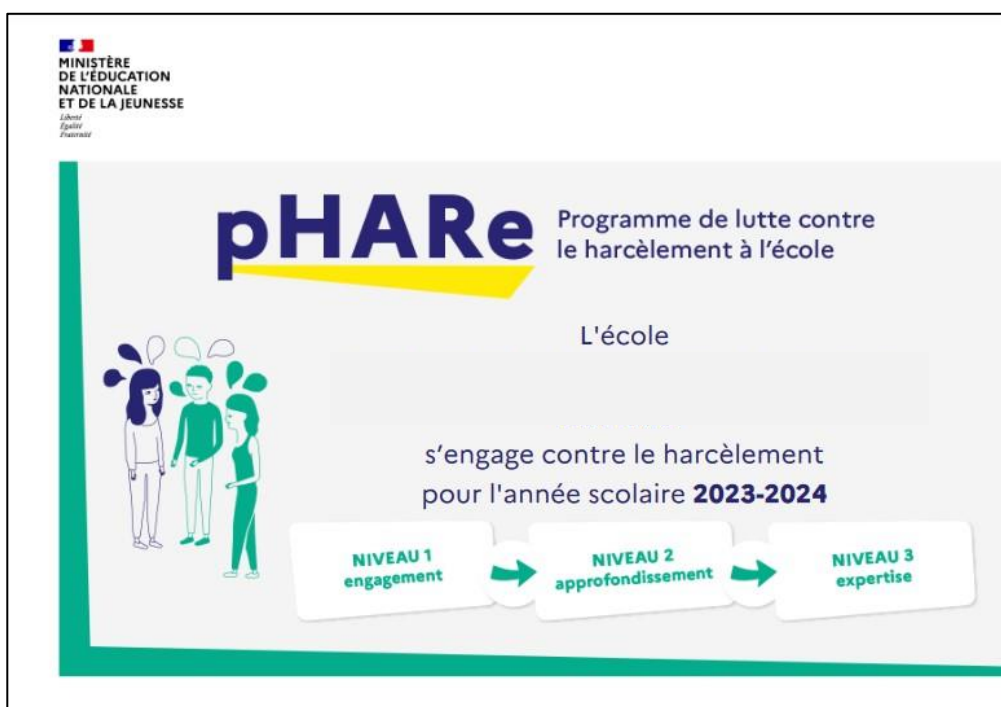 MINISTÈRE
DE L'ÉDUCATION
NATIONALE
ET DE LA JEUNESSE
Liberté
Égalité
Fraternité
pHARe
Programme de lutte contre
le harcèlement à l'école
L'école
s'engage contre le harcèlement
pour l'année scolaire 2023-2024
NIVEAU 1
engagement
NIVEAU 2
approfondissement
NIVEAU 3
expertise